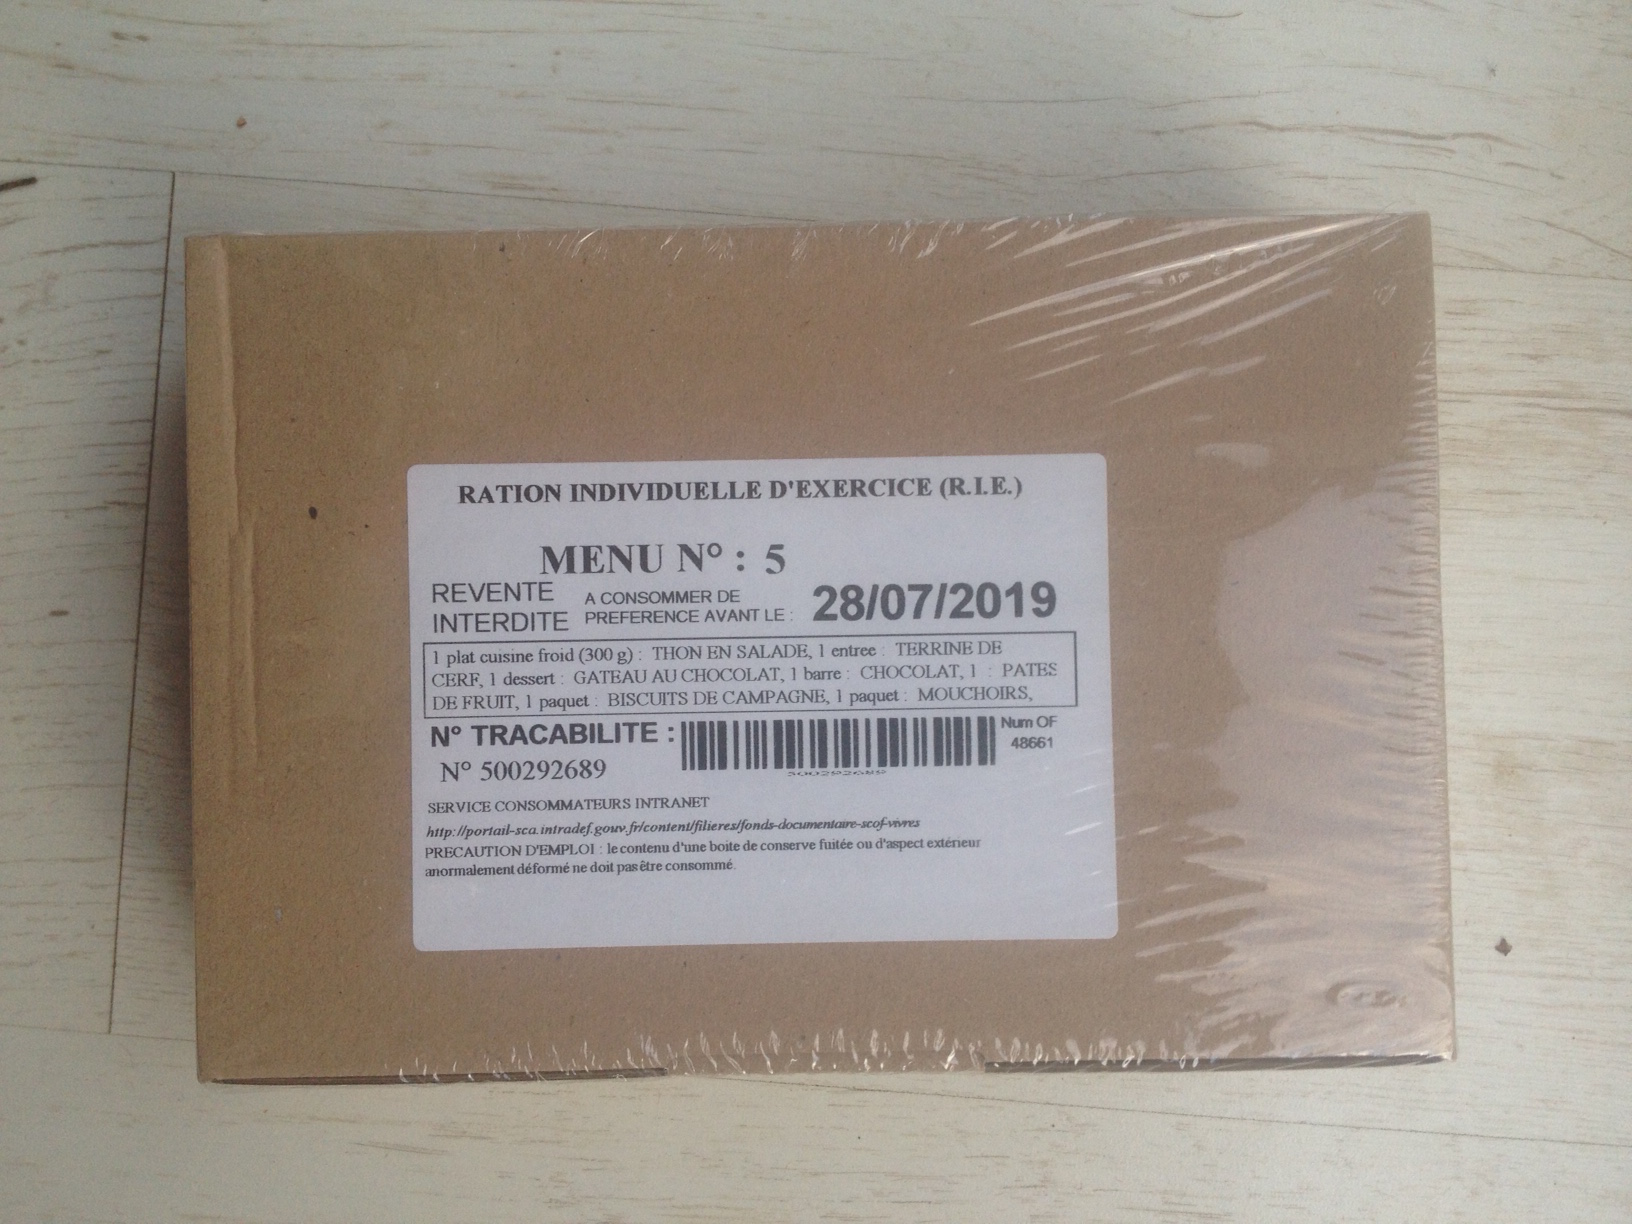 RATION INDIVIDUELLE D'EXERCICE (R.I.E.)
MENU N° : 5
REVENTE
INTERDITE
A CONSOMMER DE
PREFERENCE AVANT LE :
28/07/2019
1 plat cuisine froid (300 g) : THON EN SALADE, 1 entree : TERRINE DE
CERF, 1 dessert : GATEAU AU CHOCOLAT, 1 barre : CHOCOLAT, 1 : PATES
DE FRUIT, 1 paquet : BISCUITS DE CAMPAGNE, 1 paquet : MOUCHOIRS,
N° TRACABILITE :
N° 500292689
500292689
Num OF
48661
SERVICE CONSOMMATEURS INTRANET
http://portail-sca.intradef.gouv.fr/content/filieres/fonds-documentaire-scof-vivres
PRECAUTION D'EMPLOI : le contenu d'une boite de conserve fuitée ou d'aspect extérieur
anormalement déformé ne doit pas être consommé.